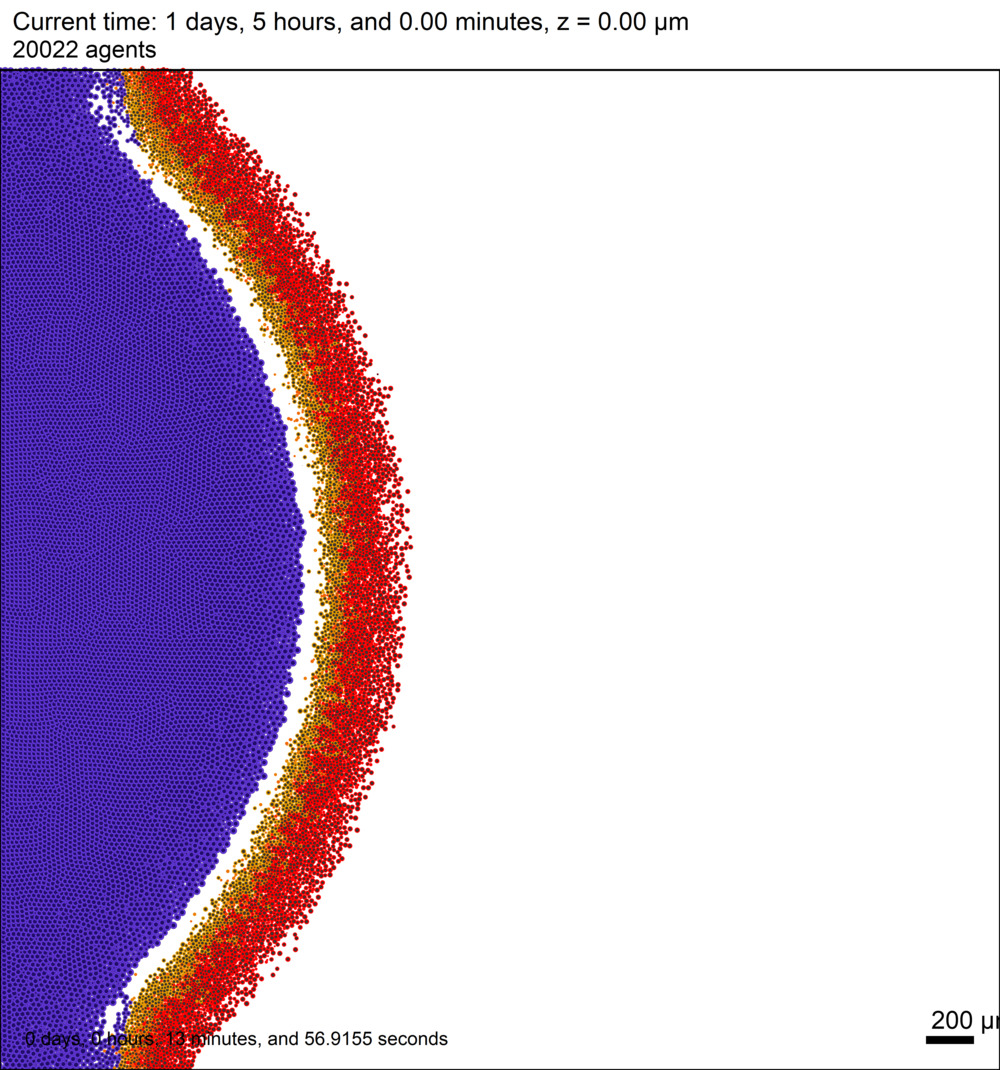 Current time: 1 days, 5 hours, and 0.00 minutes, z = 0.00 μm
20022 agents
200 μ
0 days, 0 hours, 13 minutes, and 56.9155 seconds